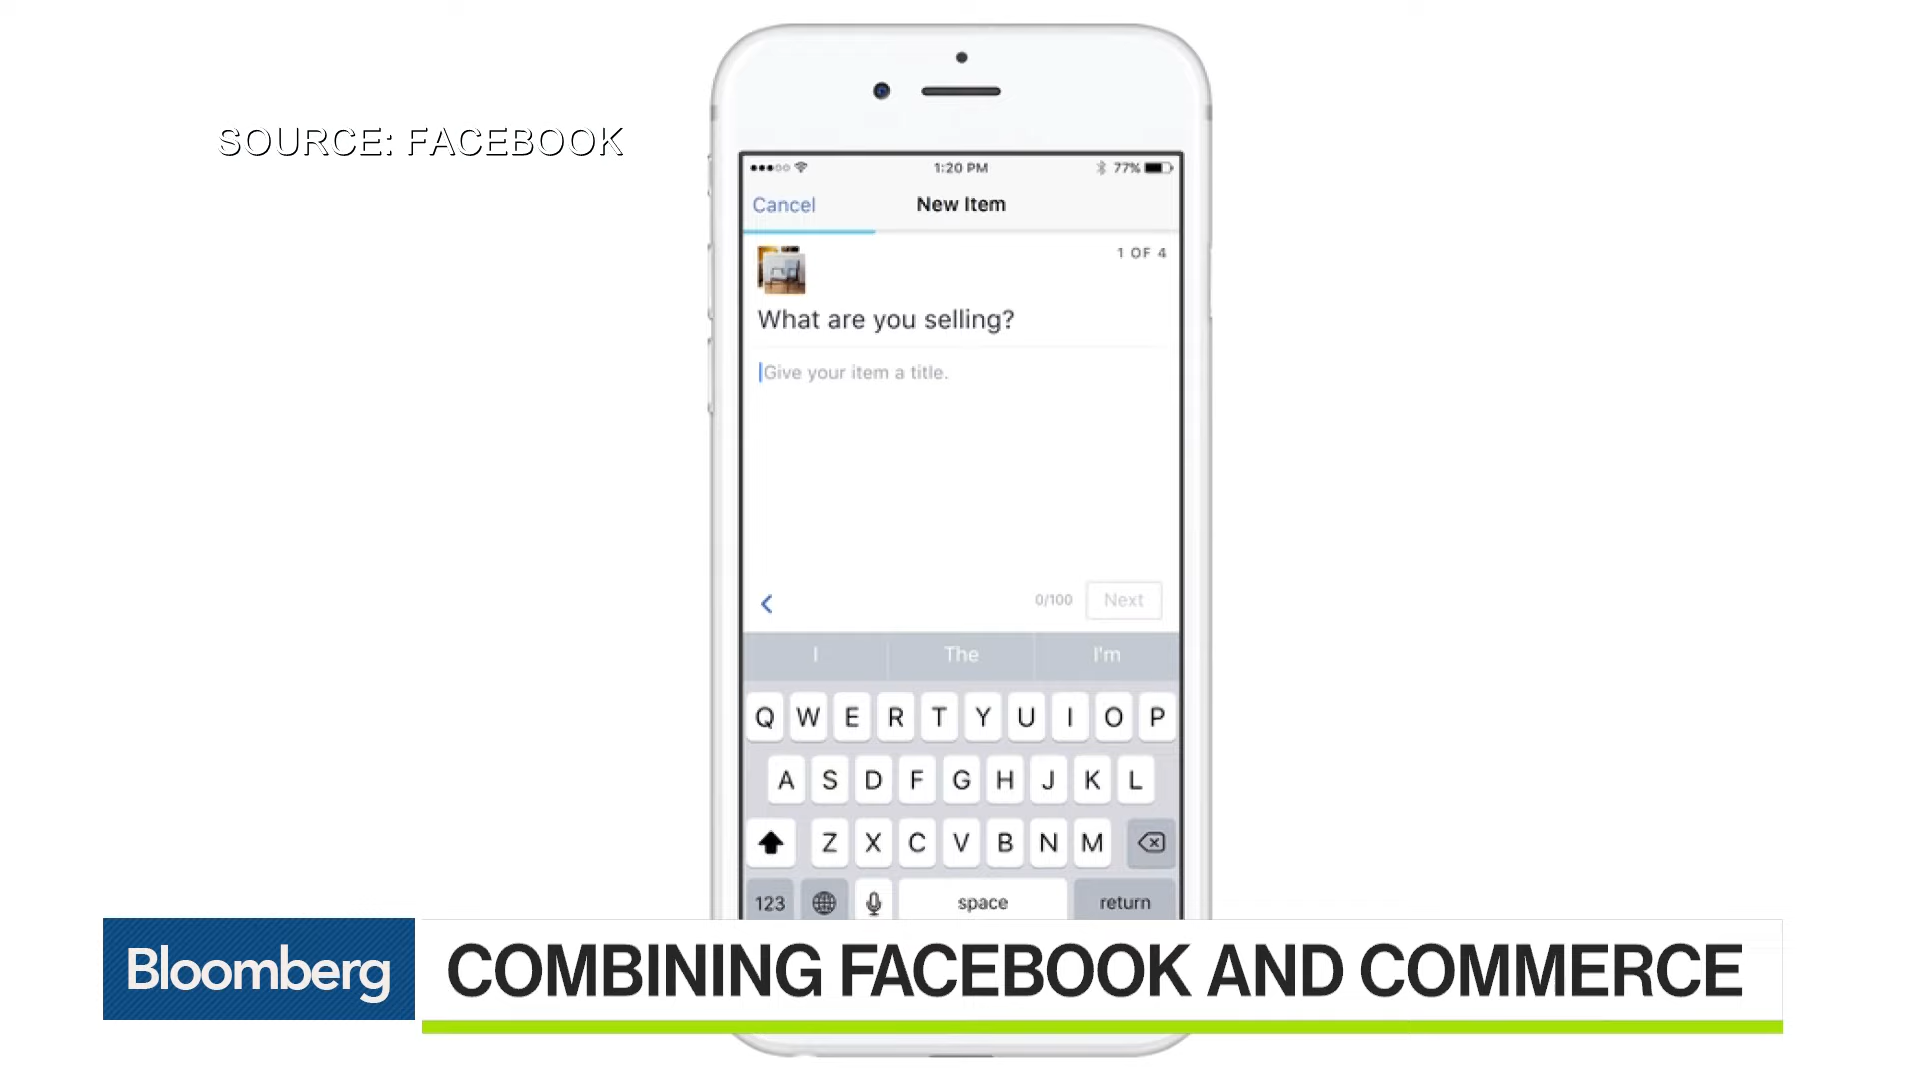 SOURCE: FACEBOOK
1:20 PM
77%
Cancel
New Item
1 OF 4
What are you selling?
Give your item a title.
0/100
Next
I The I'm
Q W E R T Y U I O P
A S D F G H J K L
Z X C V B N M
123 space return
Bloomberg
COMBINING FACEBOOK AND COMMERCE